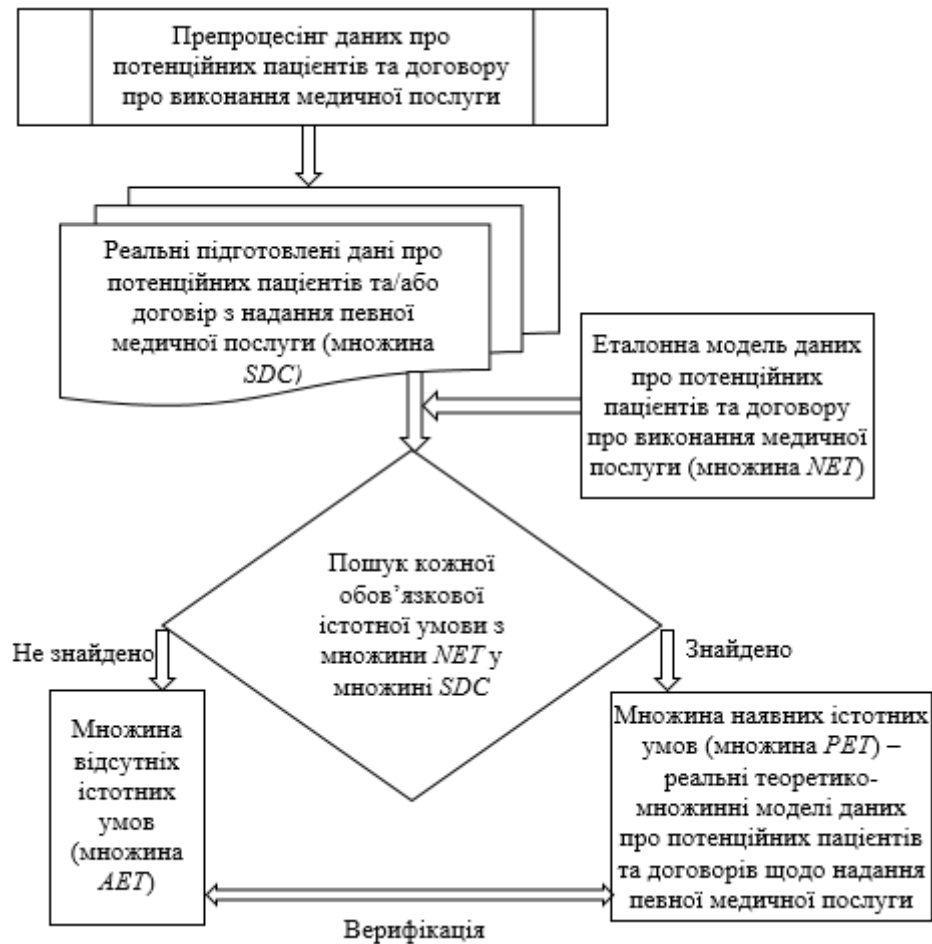 Препроцесінг даних про
потенційних пацієнтів та договору
про виконання медичної послуги
Реальні підготовлені дані про
потенційних пацієнтів та/або
договір з надання певної
медичної послуги (множина
SDC)
Еталонна модель даних
про потенційних
пацієнтів та договору
про виконання медичної
послуги (множина NET)
Пошук кожної
обов’язкової
істотної умови з
множини NET у
множині SDC
Не знайдено
Знайдено
Множина
відсутніх
істотних
умов
(множина
AET)
Множина наявних істотних
умов (множина PET) –
реальні теоретико-
множинні моделі даних
про потенційних пацієнтів
та договорів щодо надання
певної медичної послуги
Верифікація